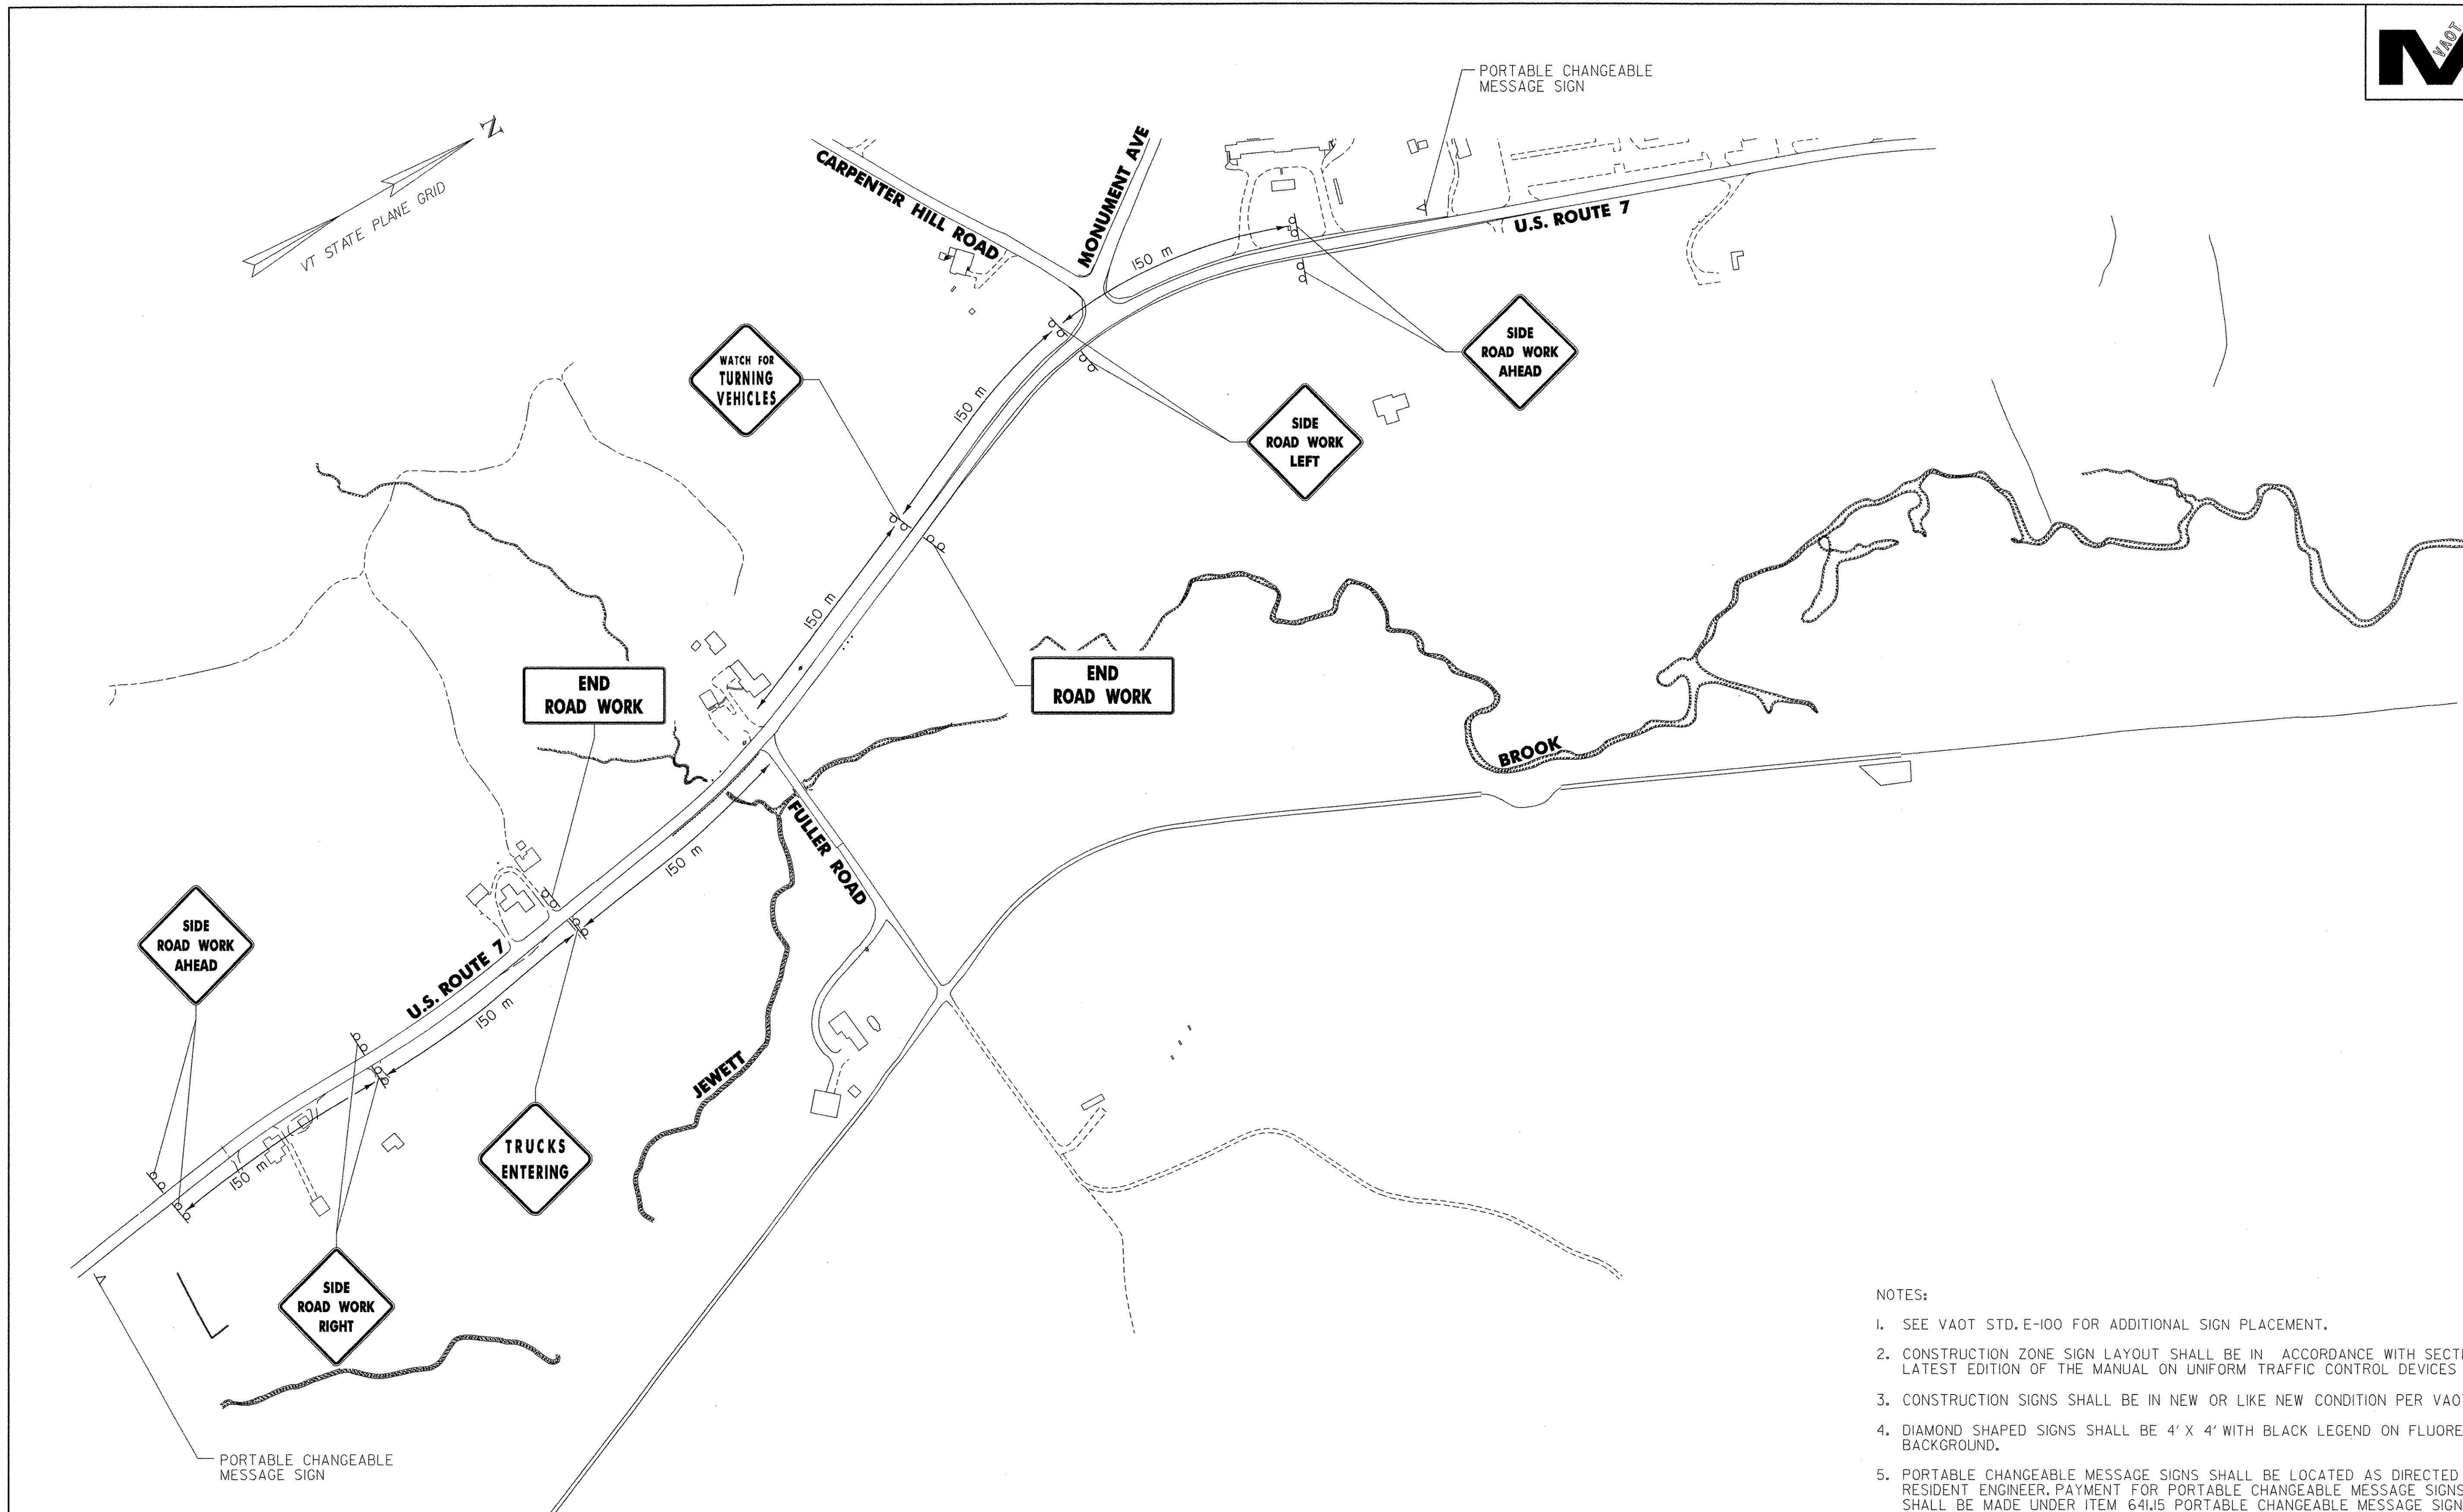 VAOT
M
PORTABLE CHANGEABLE
MESSAGE SIGN
N
VT STATE PLANE GRID
CARPENTER HILL ROAD
MONUMENT AVE
U.S. ROUTE 7
150 m
SIDE
ROAD WORK
AHEAD
WATCH FOR
TURNING
VEHICLES
150 m
SIDE
ROAD WORK
LEFT
150 m
END
ROAD WORK
END
ROAD WORK
BROOK
FULLER ROAD
150 m
SIDE
ROAD WORK
AHEAD
U.S. ROUTE 7
150 m
JEWETT
TRUCKS
ENTERING
150 m
SIDE
ROAD WORK
RIGHT
PORTABLE CHANGEABLE
MESSAGE SIGN
NOTES:
1. SEE VAOT STD. E-100 FOR ADDITIONAL SIGN PLACEMENT.
2. CONSTRUCTION ZONE SIGN LAYOUT SHALL BE IN ACCORDANCE WITH
LATEST EDITION OF THE MANUAL ON UNIFORM TRAFFIC CONTROL DEVICES
3. CONSTRUCTION SIGNS SHALL BE IN NEW OR LIKE NEW CONDITION PER
4. DIAMOND SHAPED SIGNS SHALL BE 4' X 4' WITH BLACK LEGEND ON
BACKGROUND.
5. PORTABLE CHANGEABLE MESSAGE SIGNS SHALL BE LOCATED AS DIRECTED
RESIDENT ENGINEER. PAYMENT FOR PORTABLE CHANGEABLE MESSAGE SIGNS
SHALL BE MADE UNDER ITEM 641.15 PORTABLE CHANGEABLE MESSAGE SIGN